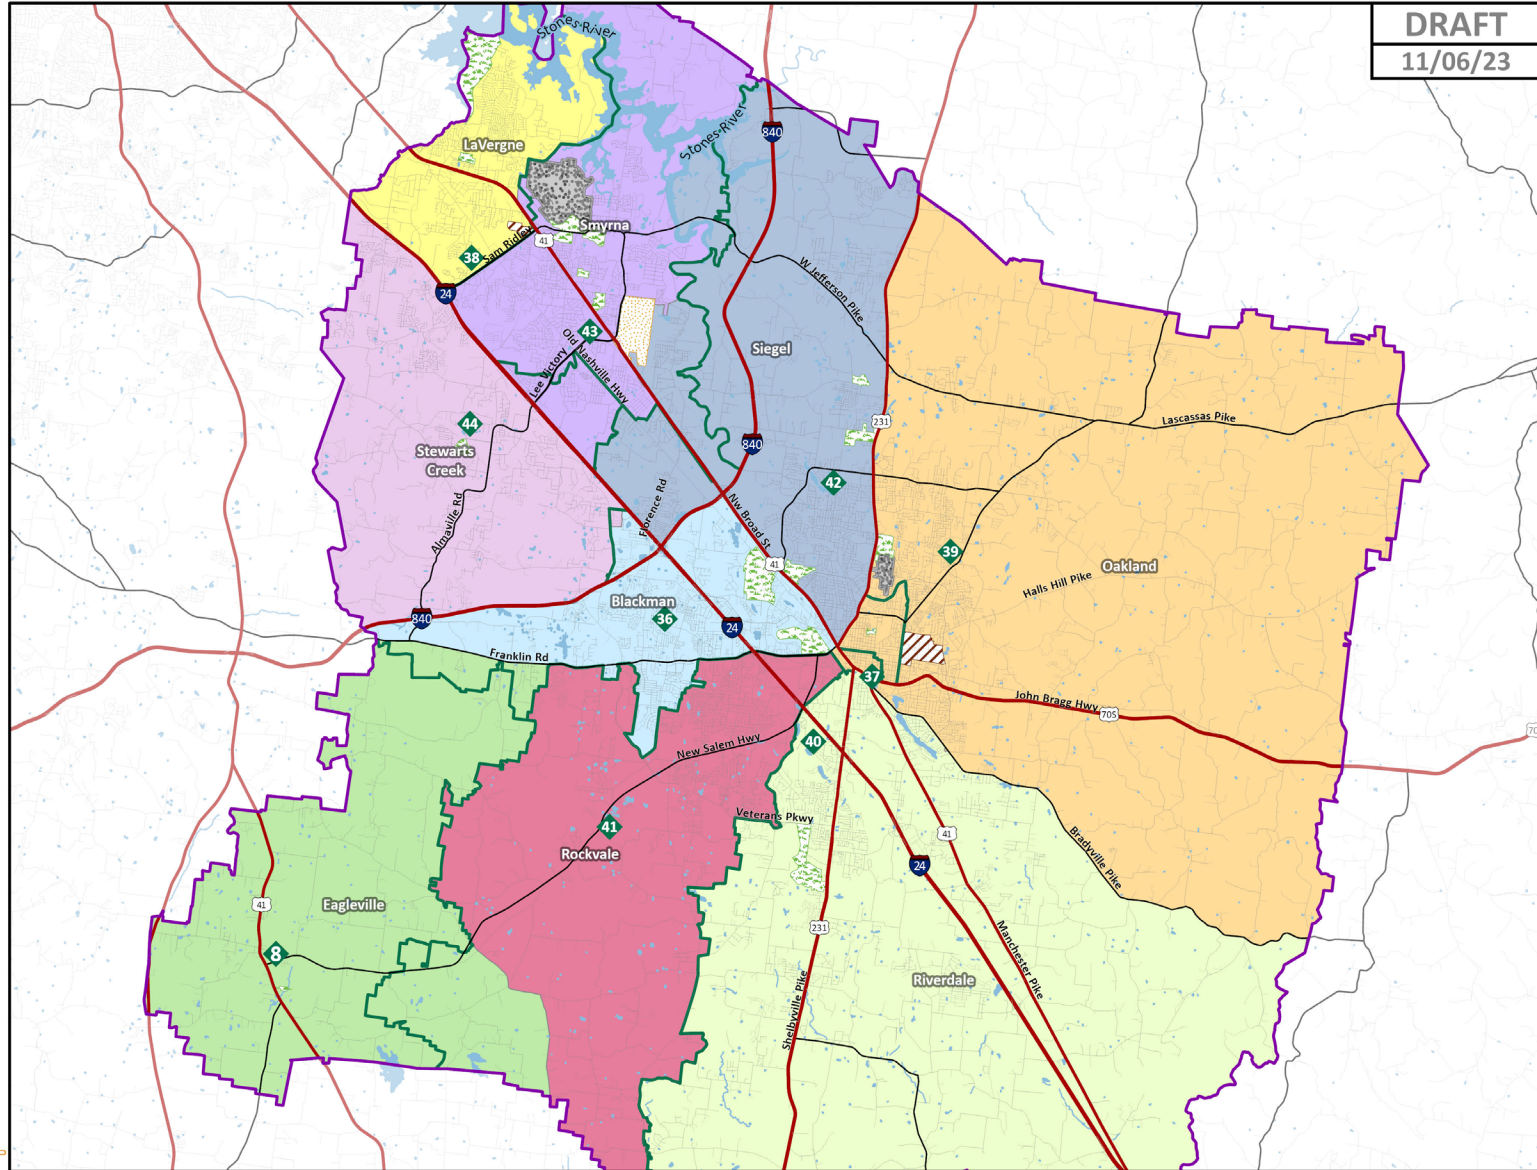 DRAFT
11/06/23
Stones River
840
Stones River
LaVergne
Smyrna
41
Sam Ridley
38
24
W Jefferson Pike
43
Old Nashville Hwy
Lee Victory
Siegel
44
Stewarts
Creek
231
Lascassas Pike
840
42
Almaville Rd
Florence Rd
NW Broad St
39
41
Oakland
Halls Hill Pike
Blackman
36
840
24
Franklin Rd
37
John Bragg Hwy
70S
70
New Salem Hwy
40
Veterans Pkwy
41
Rockvale
41
Bradyville Pike
24
Eagleville
41
8
231
Manchester Pike
Riverdale
Shelbyville Pike